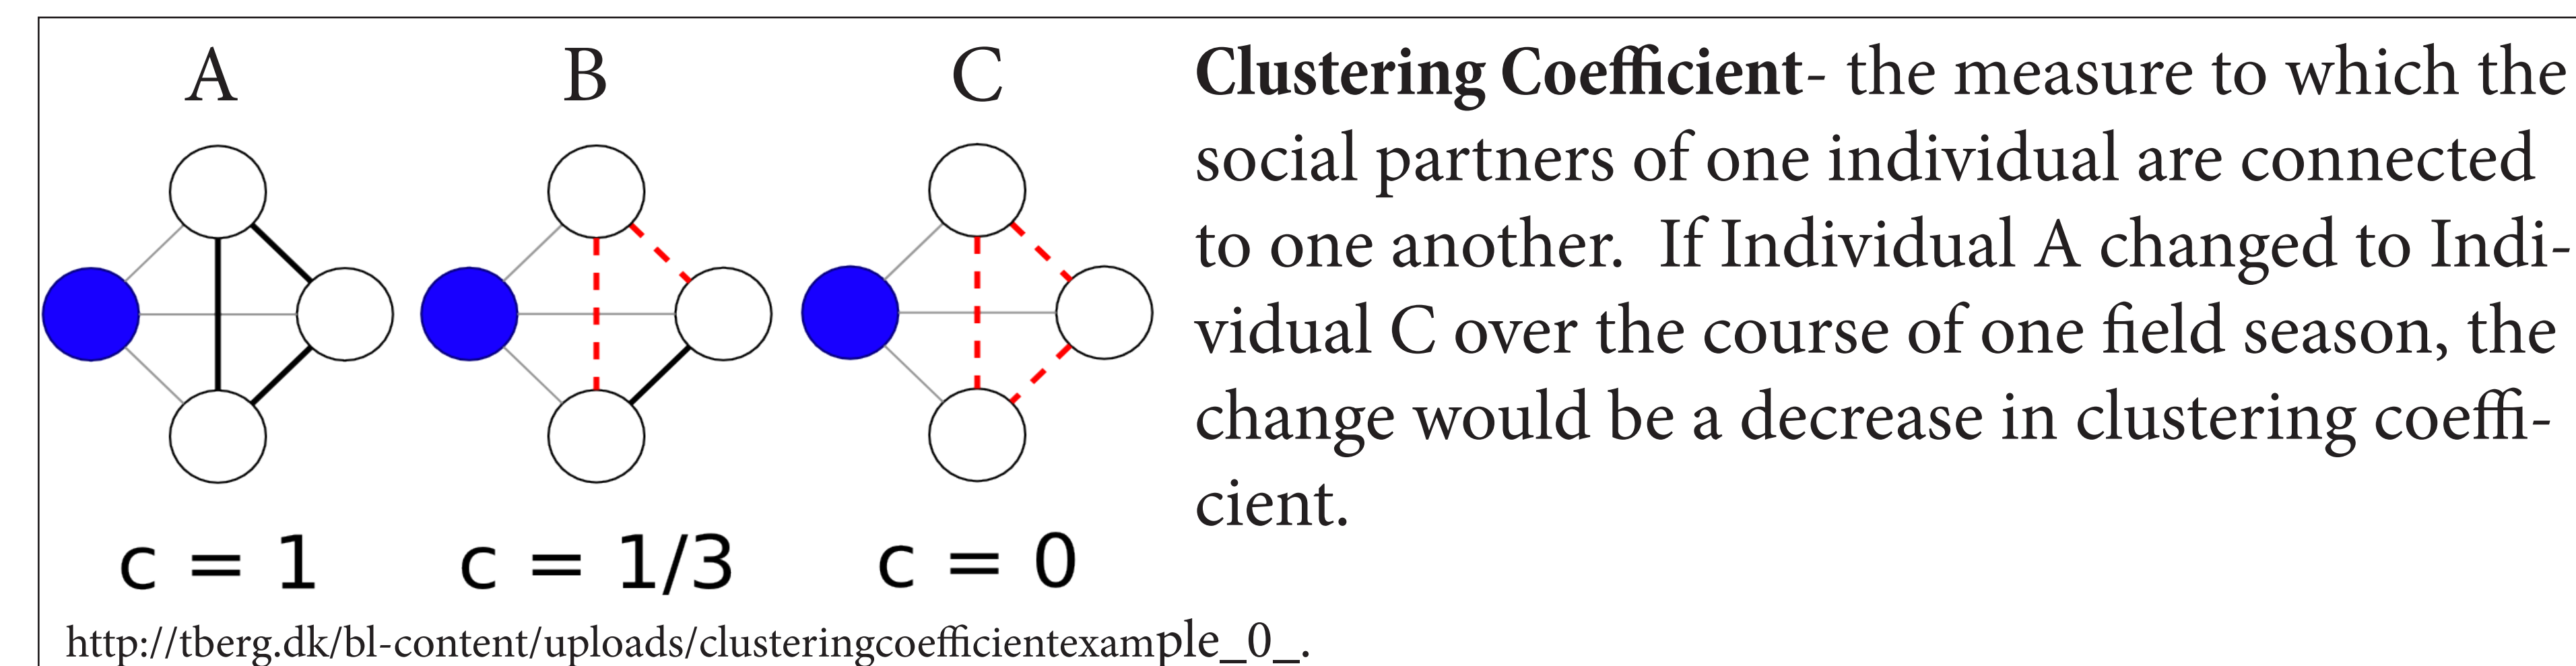 A B C
Clustering Coefficient- the measure to which the
social partners of one individual are connected
to one another.  If Individual A changed to Indi-
vidual C over the course of one field season, the
change would be a decrease in clustering coeffi-
cient.
c = 1 c = 1/3 c = 0
http://tberg.dk/bl-content/uploads/clusteringcoefficientexample_0_.